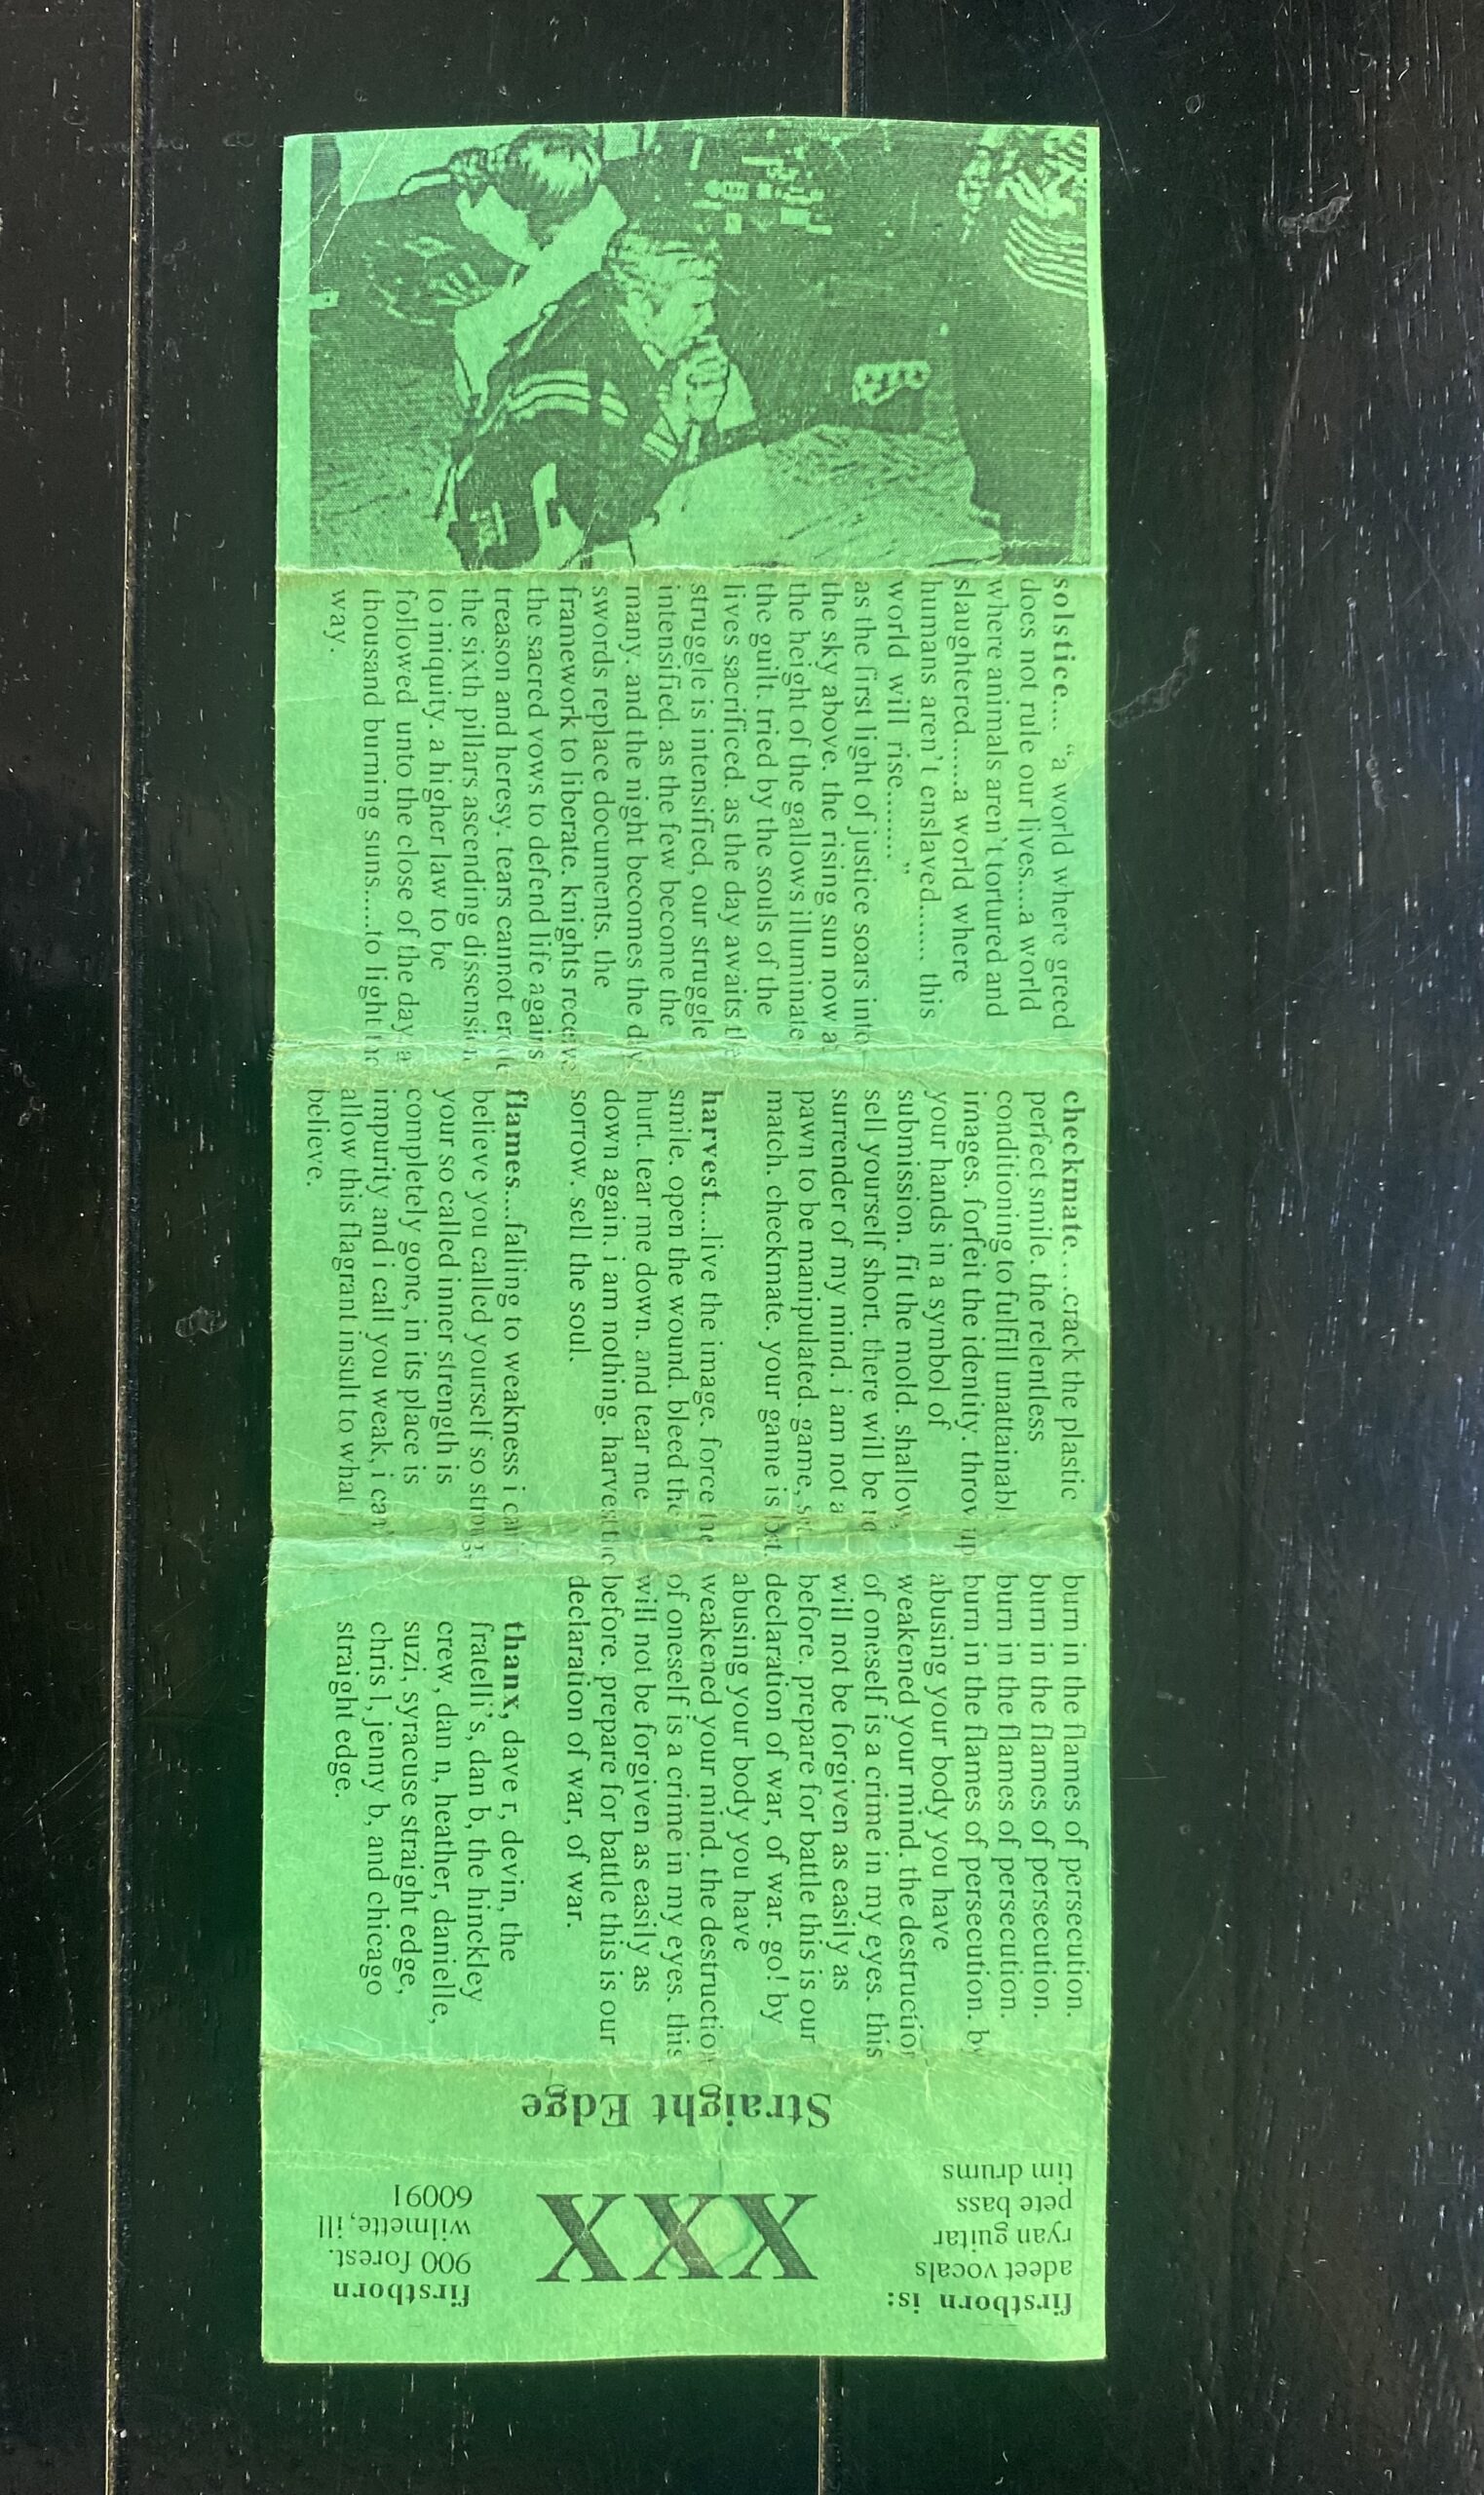 solstice.... "a world where greed
does not rule our lives....a world
where animals aren't tortured and
slaughtered.......a world where
humans aren't enslaved....... this
world will rise........"
as the first light of justice soars into
the sky above. the rising sun now at
the height of the gallows illuminate
the guilt. tried by the souls of the
lives sacrificed. as the day awaits the
struggle is intensified, our struggle
intensified. as the few become the
many. and the night becomes the day
swords replace documents. the
framework to liberate. knights receive
the sacred vows to defend life agains
treason and heresy. tears cannot erode
the sixth pillars ascending dissension
to iniquity. a higher law to be
followed unto the close of the day a
thousand burning suns......to light the
way.
checkmate.....crack the plastic
perfect smile. the relentless
conditioning to fulfill unattainabl
images. forfeit the identity. throw up
your hands in a symbol of
submission. fit the mold. shallow,
sell yourself short. there will be no
surrender of my mind. i am not a
pawn to be manipulated. game, set
match. checkmate. your game is lost.
harvest....live the image. force the
smile. open the wound. bleed the
hurt. tear me down. and tear me
down again. i am nothing. harvest the
sorrow. sell the soul.
flames....falling to weakness i can
believe you called yourself so strong,
your so called inner strength is
completely gone, in its place is
impurity and i call you weak, i can'
allow this flagrant insult to what
believe.
burn in the flames of persecution.
burn in the flames of persecution.
burn in the flames of persecution.
burn in the flames of persecution. by
abusing your body you have
weakened your mind. the destruction
of oneself is a crime in my eyes. this
will not be forgiven as easily as
before. prepare for battle this is our
declaration of war, of war. go! by
abusing your body you have
weakened your mind. the destruction
of oneself is a crime in my eyes. this
will not be forgiven as easily as
before. prepare for battle this is our
declaration of war, of war.
thanx, dave r, devin, the
fratelli's, dan b, the hinckley
crew, dan n, heather, danielle,
suzi, syracuse straight edge,
chris l, jenny b, and chicago
straight edge.
firstborn is:
adeet vocals
ryan guitar
pete bass
tim drums
XXX
Straight Edge
firstborn
900 forest.
wilmette, ill
60091